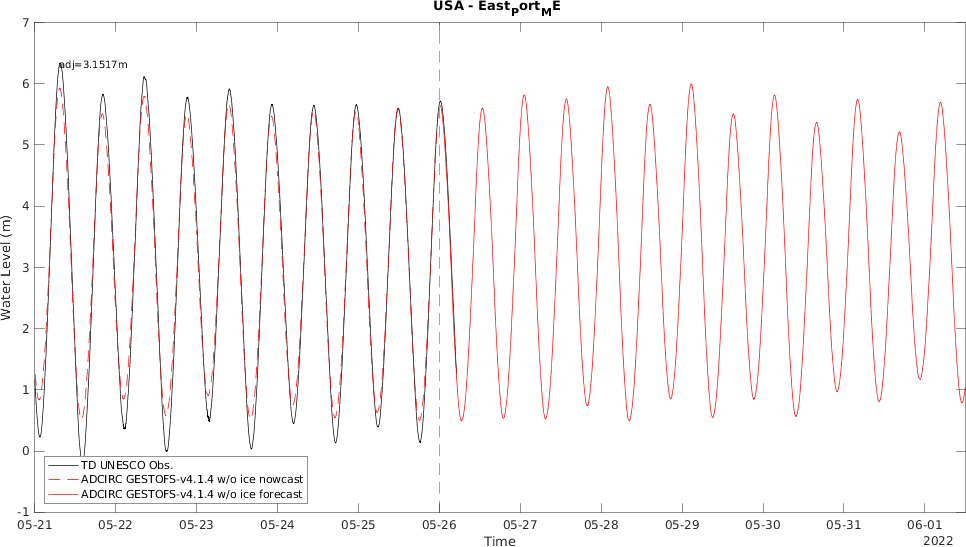 USA - EastPortME
7
adj=3.1517m
6
5
4
3
2
1
0
-1
Water Level (m)
TD UNESCO Obs.
ADCIRC GESTOFS-v4.1.4 w/o ice nowcast
ADCIRC GESTOFS-v4.1.4 w/o ice forecast
05-21 05-22 05-23 05-24 05-25 05-26 05-27 05-28 05-29 05-30 05-31 06-01
Time
2022